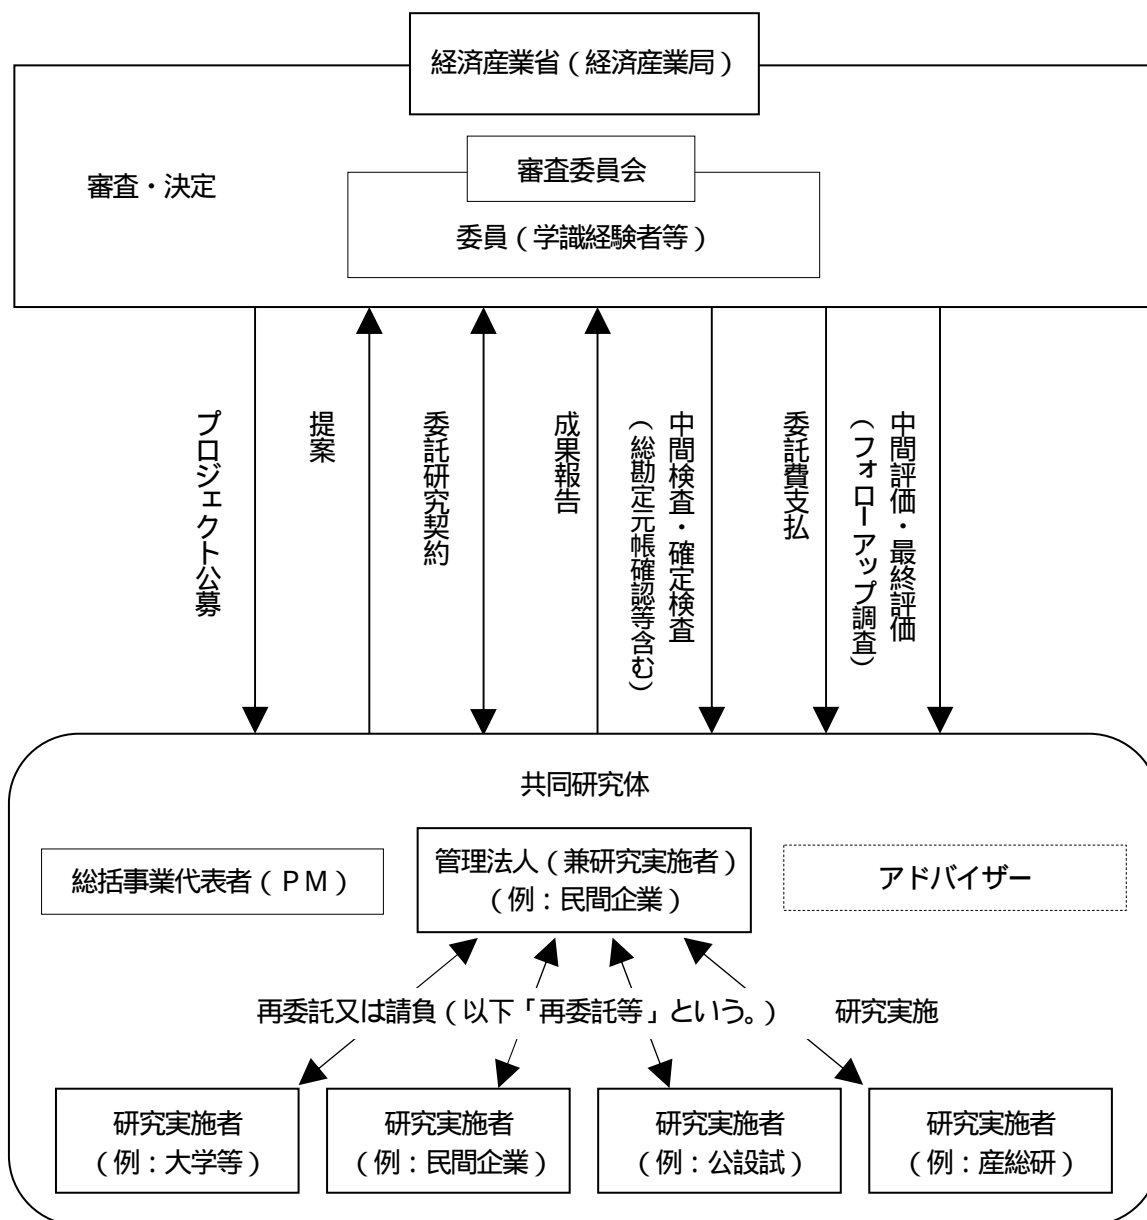 経済産業省（経済産業局）
審査委員会
審査・決定
委員（学識経験者等）
プロジェクト公募
提案
委託研究契約
成果報告
中間検査・確定検査
（総勘定元帳確認等含む）
委託費支払
中間評価・最終評価
（フォローアップ調査）
共同研究体
総括事業代表者（ＰＭ）
管理法人（兼研究実施者）
（例：民間企業）
アドバイザー
再委託又は請負（以下「再委託等」という。）
研究実施
研究実施者
（例：大学等）
研究実施者
（例：民間企業）
研究実施者
（例：公設試）
研究実施者
（例：産総研）